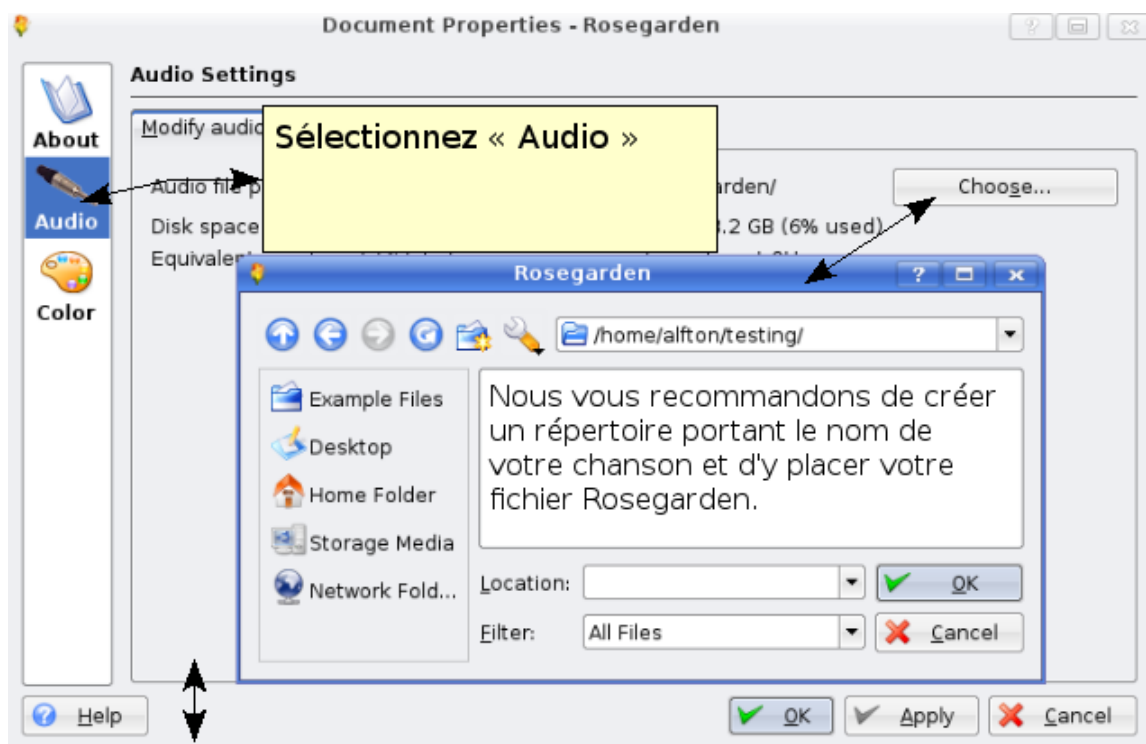 Document Properties - Rosegarden
Audio Settings
About
Audio
Color
Modify audio
Sélectionnez « Audio »
Audio file p
arden/
Choose...
Disk space
.2 GB (6% used)
Rosegarden
/home/alfton/testing/
Example Files
Desktop
Home Folder
Storage Media
Network Fold...
Nous vous recommandons de créer
un répertoire portant le nom de
votre chanson et d'y placer votre
fichier Rosegarden.
Location:
OK
Filter:
All Files
Cancel
Help
OK
Apply
Cancel